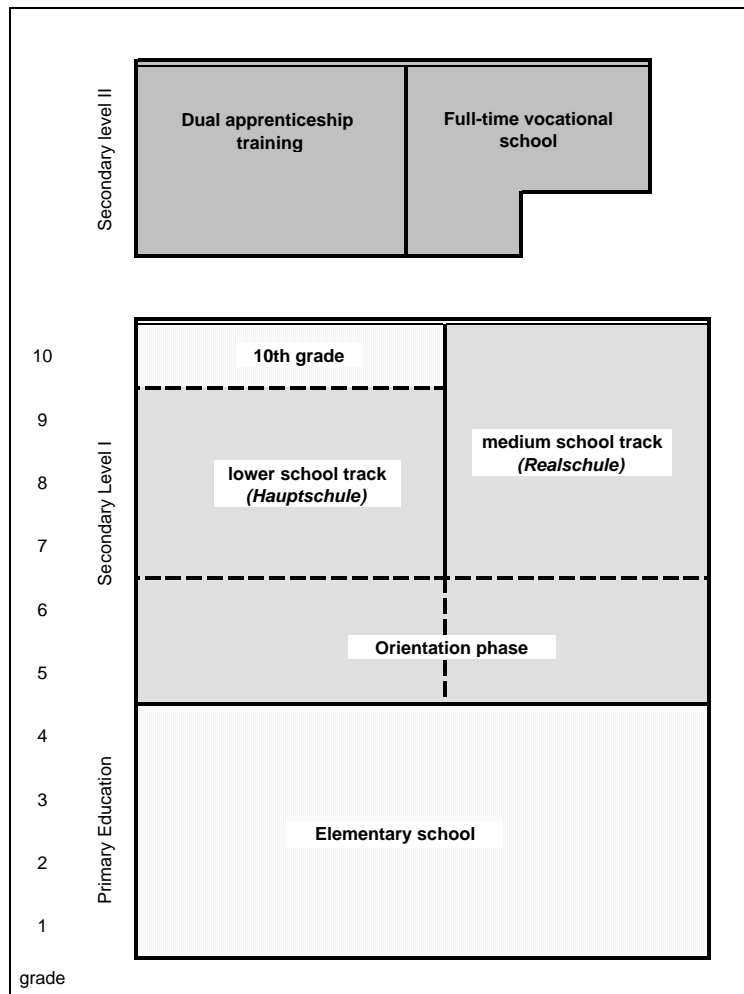 Secondary level II
Dual apprenticeship
training
Full-time vocational
school
Secondary Level I
10
10th grade
9
medium school track
(Realschule)
8
lower school track
(Hauptschule)
7
6
Orientation phase
5
Primary Education
4
3
Elementary school
2
1
grade